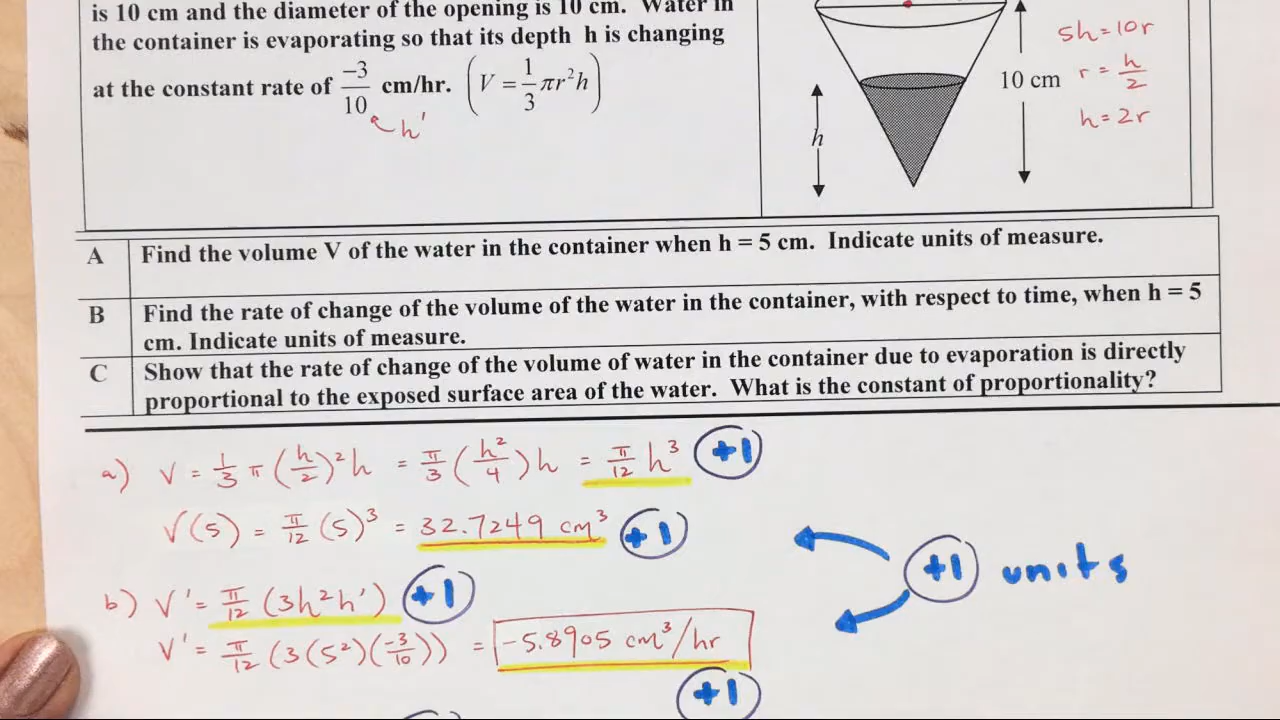 is 10 cm and the diameter of the opening is 10 cm. Water in
the container is evaporating so that its depth h is changing
at the constant rate of -3/10 cm/hr. (V = 1/3 πr²h)
h'
h
10 cm
5h = 10r
r = h/2
h = 2r
A Find the volume V of the water in the container when h = 5 cm. Indicate units of measure.
B Find the rate of change of the volume of the water in the container, with respect to time, when h = 5
cm. Indicate units of measure.
C Show that the rate of change of the volume of water in the container due to evaporation is directly
proportional to the exposed surface area of the water. What is the constant of proportionality?
a) V = 1/3 π (h/2)² h = π/3 (h²/4) h = π/12 h³ +1
V(5) = π/12 (5)³ = 32.7249 cm³ +1
+1 units
b) V' = π/12 (3h²h') +1
V' = π/12 (3(5²)(-3/10)) = -5.8905 cm³/hr
+1